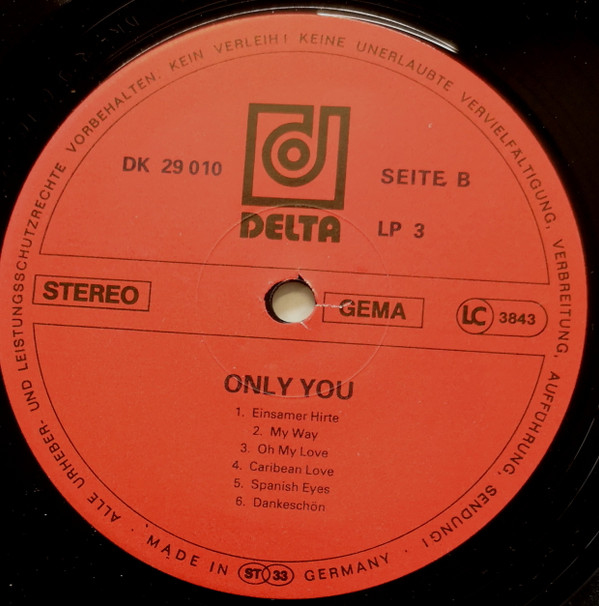 ALLE URHEBER- UND LEISTUNGSSCHUTZRECHTE VORBEHALTEN. KEIN VERLEIH! KEINE UNERLAUBTE VERVIELFÄLTIGUNG, VERBREITUNG, AUFFÜHRUNG, SENDUNG!
DK 29 010
DELTA
SEITE B
LP 3
STEREO
GEMA
LC 3843
ONLY YOU
1. Einsamer Hirte
2. My Way
3. Oh My Love
4. Caribean Love
5. Spanish Eyes
6. Dankeschön
· MADE IN ST 33 GERMANY ·